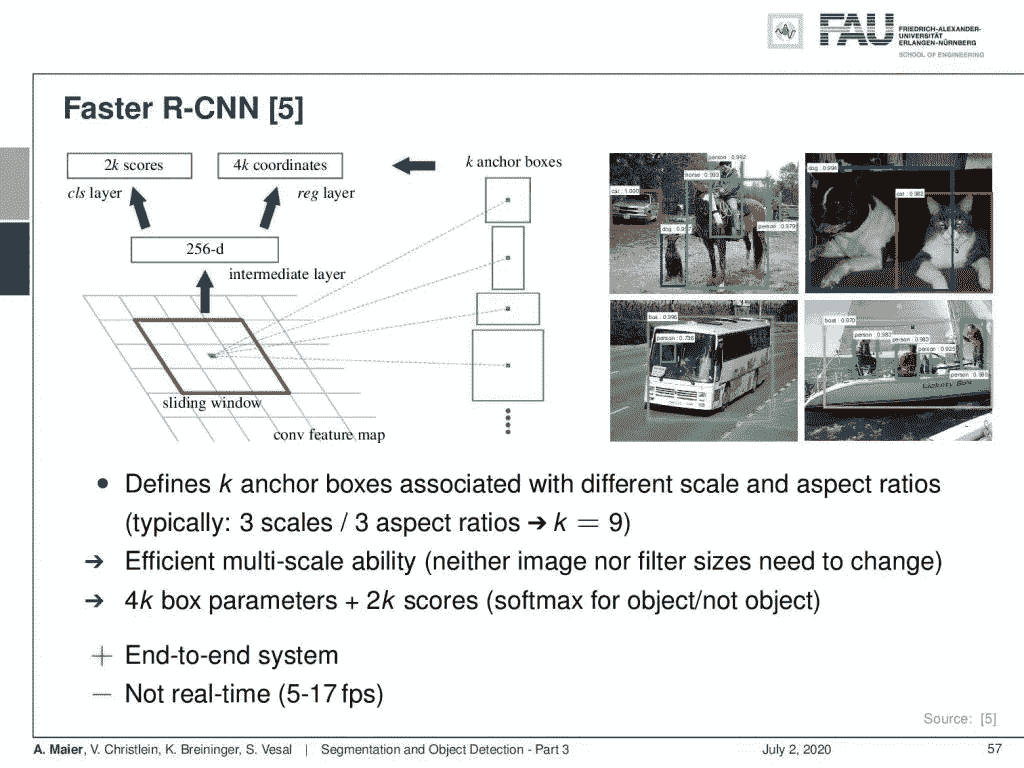 FAU
FRIEDRICH-ALEXANDER-
UNIVERSITÄT
ERLANGEN-NÜRNBERG
SCHOOL OF ENGINEERING
Faster R-CNN [5]
2k scores
4k coordinates
k anchor boxes
cls layer
reg layer
256-d
intermediate layer
sliding window
conv feature map
person : 0.992
horse : 0.993
car : 1.000
dog : 0.997
person : 0.979
dog : 0.994
cat : 0.982
bus : 0.996
person : 0.736
boat : 0.970
person : 0.983
person : 0.925
person : 0.989
• Defines k anchor boxes associated with different scale and aspect ratios
(typically: 3 scales / 3 aspect ratios → k = 9)
→ Efficient multi-scale ability (neither image nor filter sizes need to change)
→ 4k box parameters + 2k scores (softmax for object/not object)
+ End-to-end system
− Not real-time (5-17 fps)
Source: [5]
A. Maier, V. Christlein, K. Breininger, S. Vesal | Segmentation and Object Detection - Part 3
July 2, 2020
57